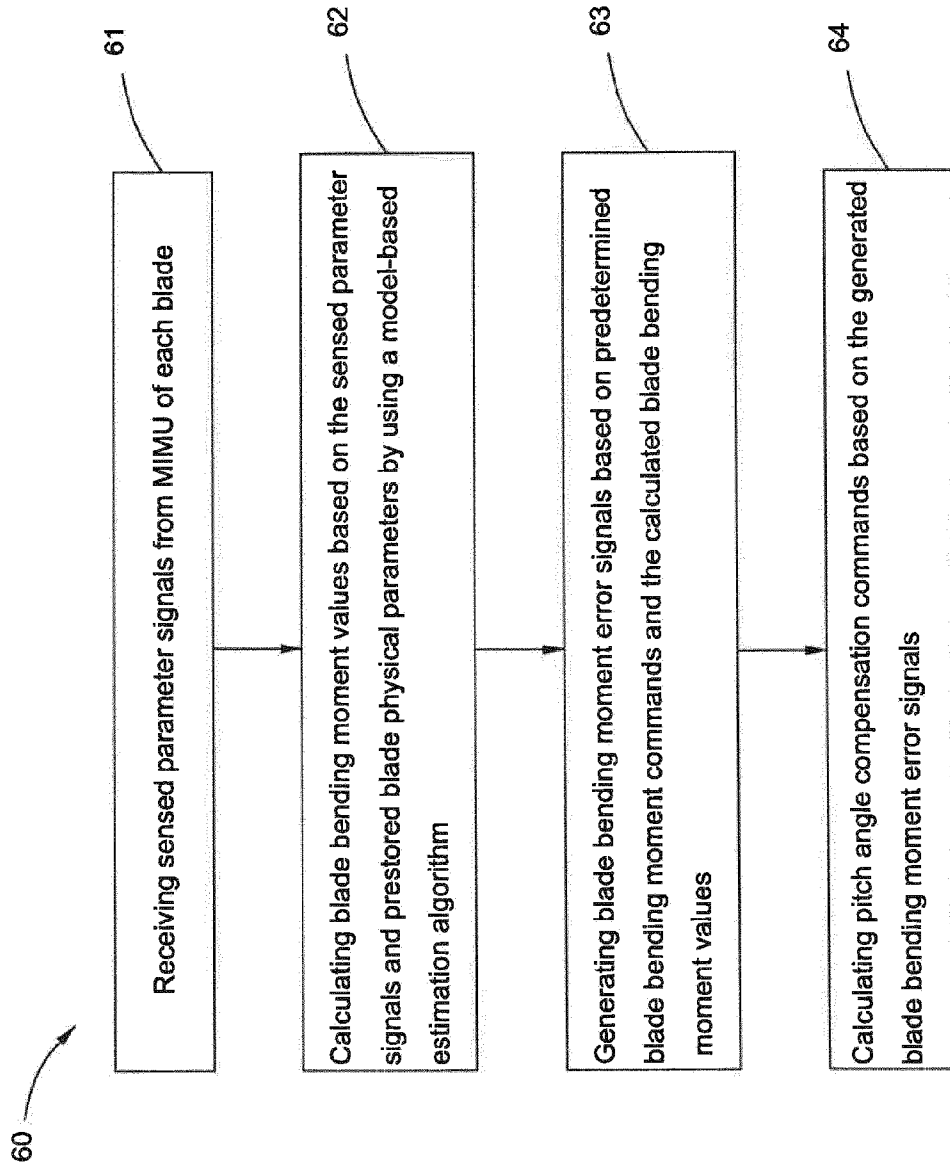 60
61
Receiving sensed parameter signals from MIMU of each blade
62
Calculating blade bending moment values based on the sensed parameter
signals and prestored blade physical parameters by using a model-based
estimation algorithm
63
Generating blade bending moment error signals based on predetermined
blade bending moment commands and the calculated blade bending
moment values
64
Calculating pitch angle compensation commands based on the generated
blade bending moment error signals